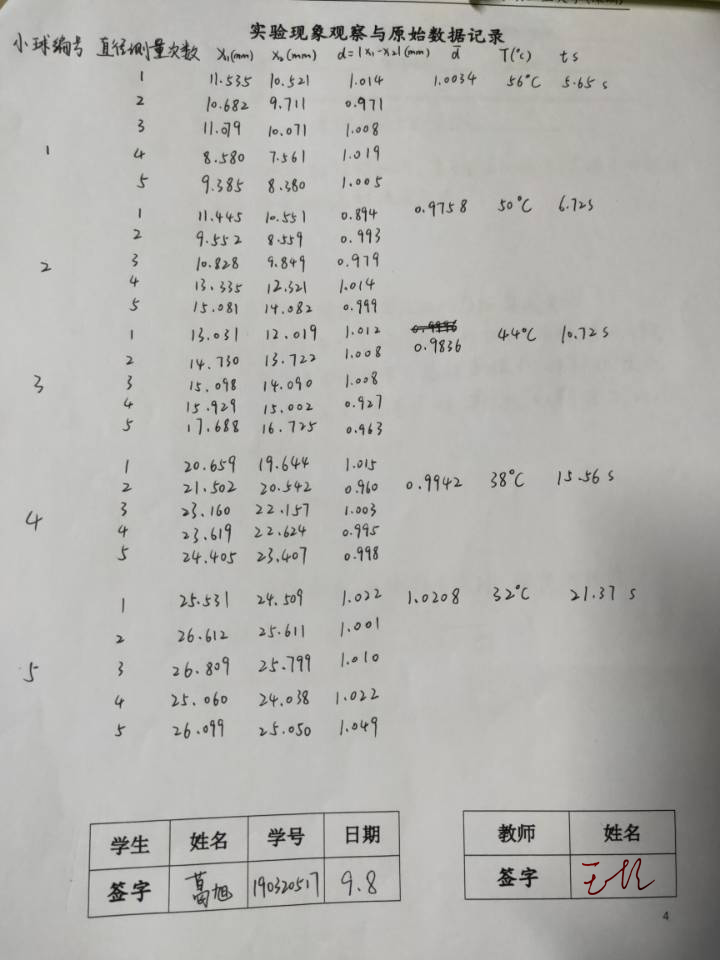 实验现象观察与原始数据记录
小球编号 直径测量次数 X₁(mm) X₂(mm) d=|X₁-X₂|(mm) d̄ T(℃) t s
1 11.535 10.521 1.014 1.0034 56℃ 5.65 s
2 10.682 9.711 0.971
3 11.079 10.071 1.008
1 4 8.580 7.561 1.019
5 9.385 8.380 1.005
1 11.445 10.551 0.894 0.9758 50℃ 6.72s
2 9.552 8.559 0.993
2 3 10.828 9.849 0.979
4 13.335 12.321 1.014
5 15.081 14.082 0.999
1 13.031 12.019 1.012 44℃ 10.72s
2 14.730 13.722 1.008 0.9836
3 3 15.098 14.090 1.008
4 15.929 15.002 0.927
5 17.688 16.725 0.963
1 20.659 19.644 1.015
2 21.502 20.542 0.960 0.9942 38℃ 15.56 s
3 23.160 22.157 1.003
4 4 23.619 22.624 0.995
5 24.405 23.407 0.998
1 25.531 24.509 1.022 1.0208 32℃ 21.37 s
2 26.612 25.611 1.001
5 3 26.809 25.799 1.010
4 25.060 24.038 1.022
5 26.099 25.050 1.049
学生 姓名 学号 日期 教师 姓名
签字 葛旭 190320517 9.8 签字
4